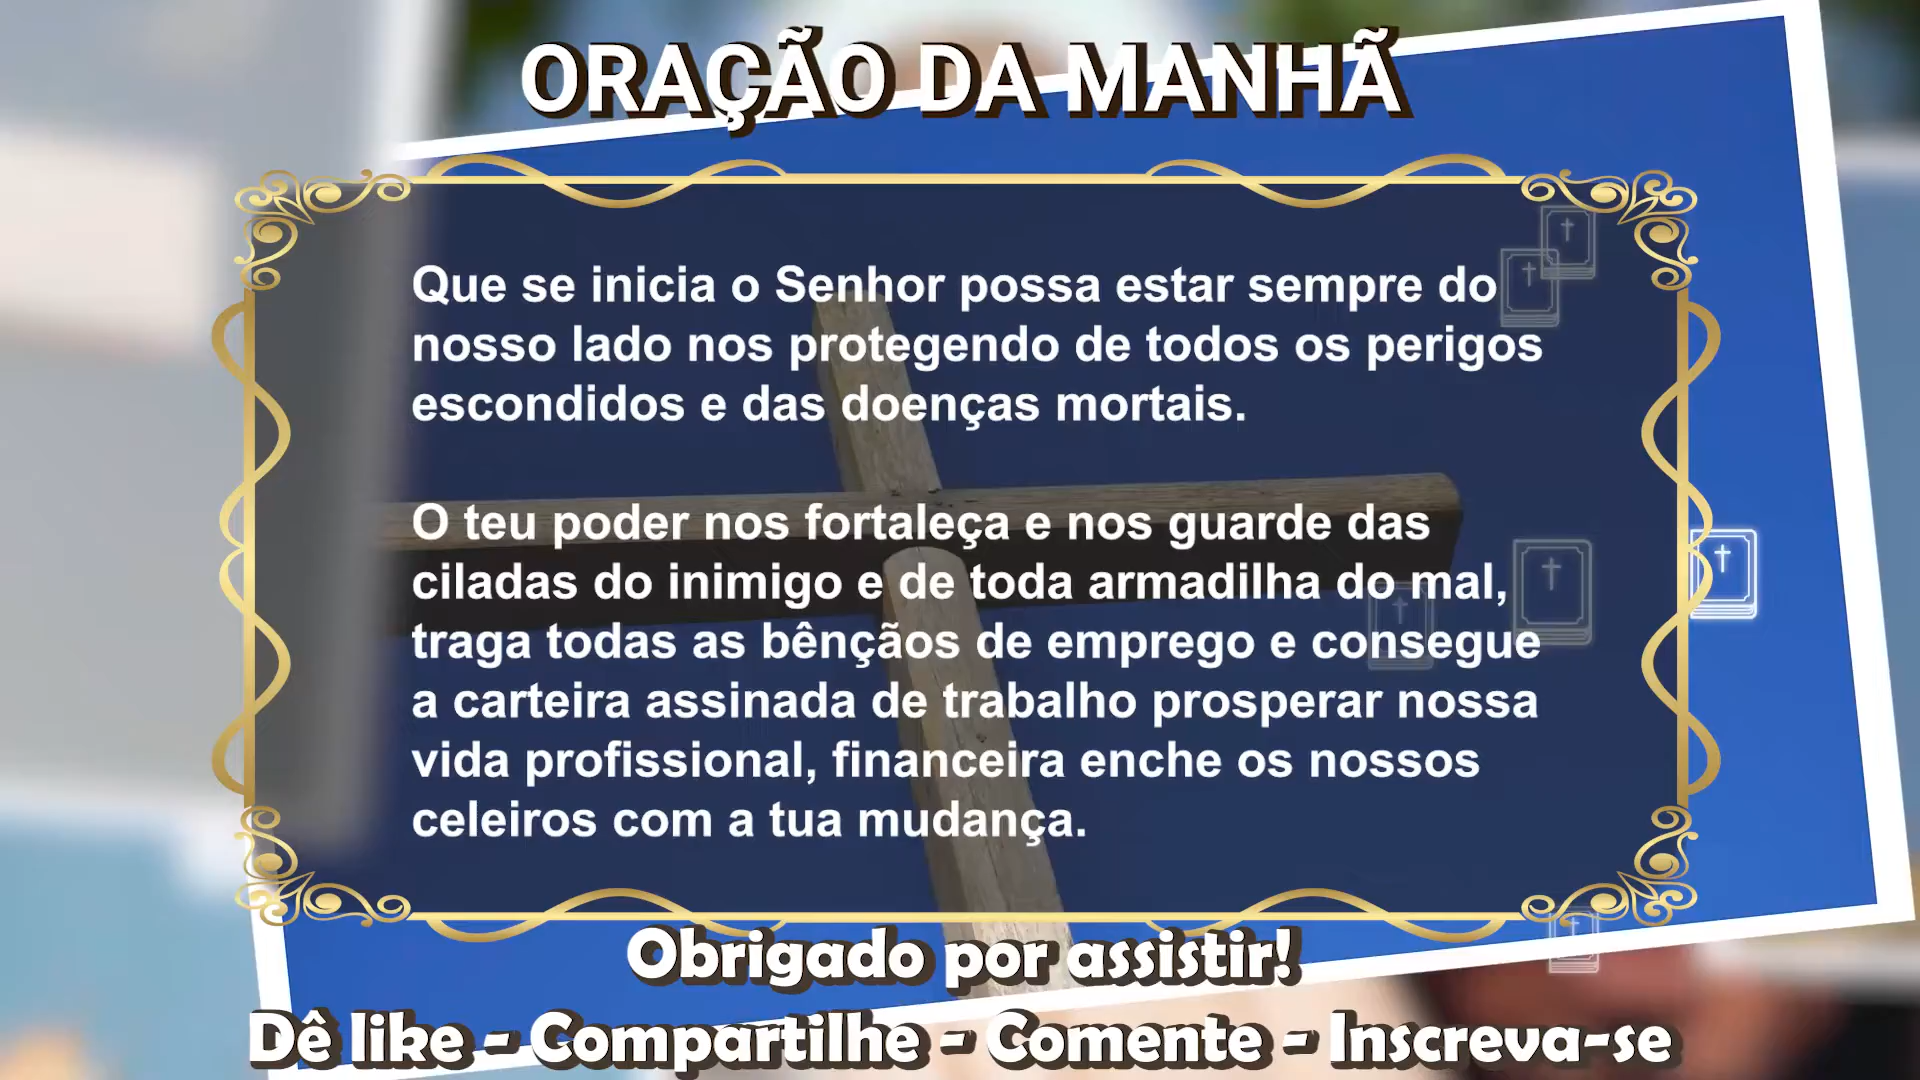 ORAÇÃO DA MANHÃ
Que se inicia o Senhor possa estar sempre do
nosso lado nos protegendo de todos os perigos
escondidos e das doenças mortais.
O teu poder nos fortaleça e nos guarde das
ciladas do inimigo e de toda armadilha do mal,
traga todas as bênçãos de emprego e consegue
a carteira assinada de trabalho prosperar nossa
vida profissional, financeira enche os nossos
celeiros com a tua mudança.
Obrigado por assistir!
Dê like - Compartilhe - Comente - Inscreva-se